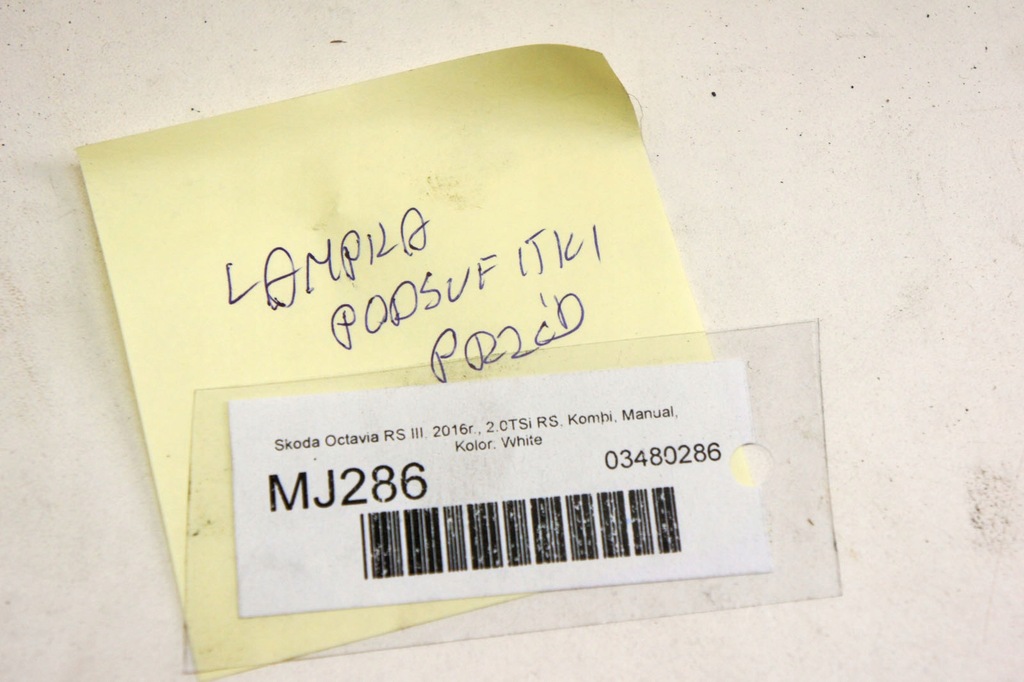 LAMPKA
PODSUFITKI
PRZÓD
Skoda Octavia RS III, 2016r., 2.0TSi RS, Kombi, Manual,
Kolor: White
MJ286
03480286